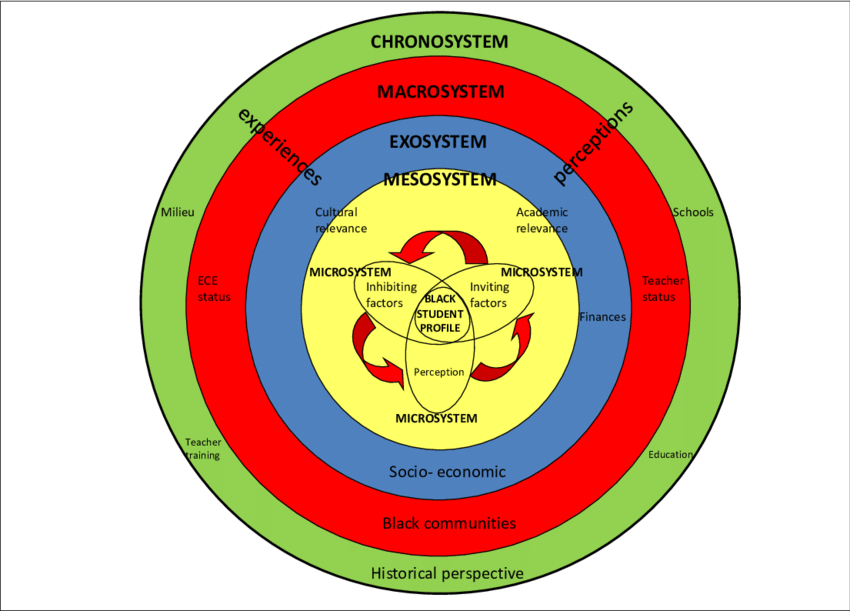 CHRONOSYSTEM
MACROSYSTEM
experiences
perceptions
EXOSYSTEM
MESOSYSTEM
Milieu
Cultural
relevance
Academic
relevance
Schools
MICROSYSTEM
MICROSYSTEM
ECE
status
Inhibiting
factors
Inviting
factors
Teacher
status
BLACK
STUDENT
PROFILE
Finances
Perception
MICROSYSTEM
Teacher
training
Education
Socio- economic
Black communities
Historical perspective